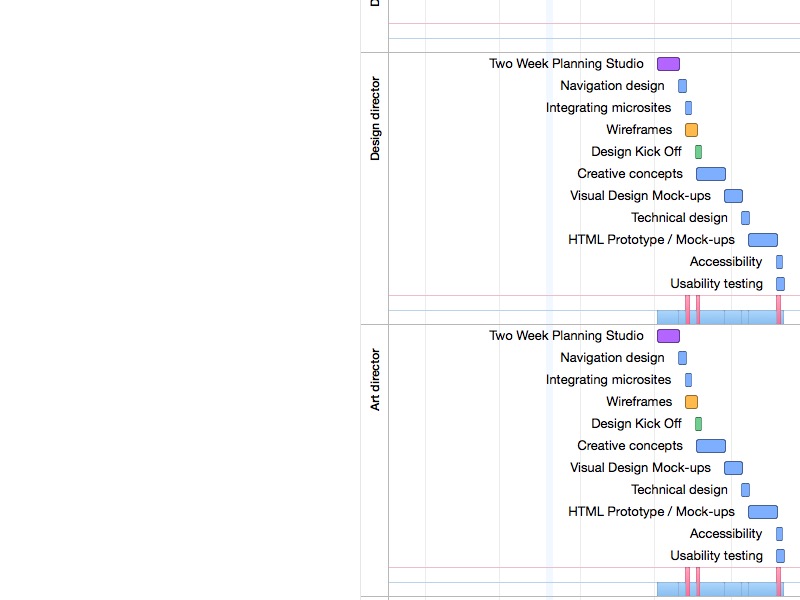 Design director
Two Week Planning Studio
Navigation design
Integrating microsites
Wireframes
Design Kick Off
Creative concepts
Visual Design Mock-ups
Technical design
HTML Prototype / Mock-ups
Accessibility
Usability testing
Art director
Two Week Planning Studio
Navigation design
Integrating microsites
Wireframes
Design Kick Off
Creative concepts
Visual Design Mock-ups
Technical design
HTML Prototype / Mock-ups
Accessibility
Usability testing